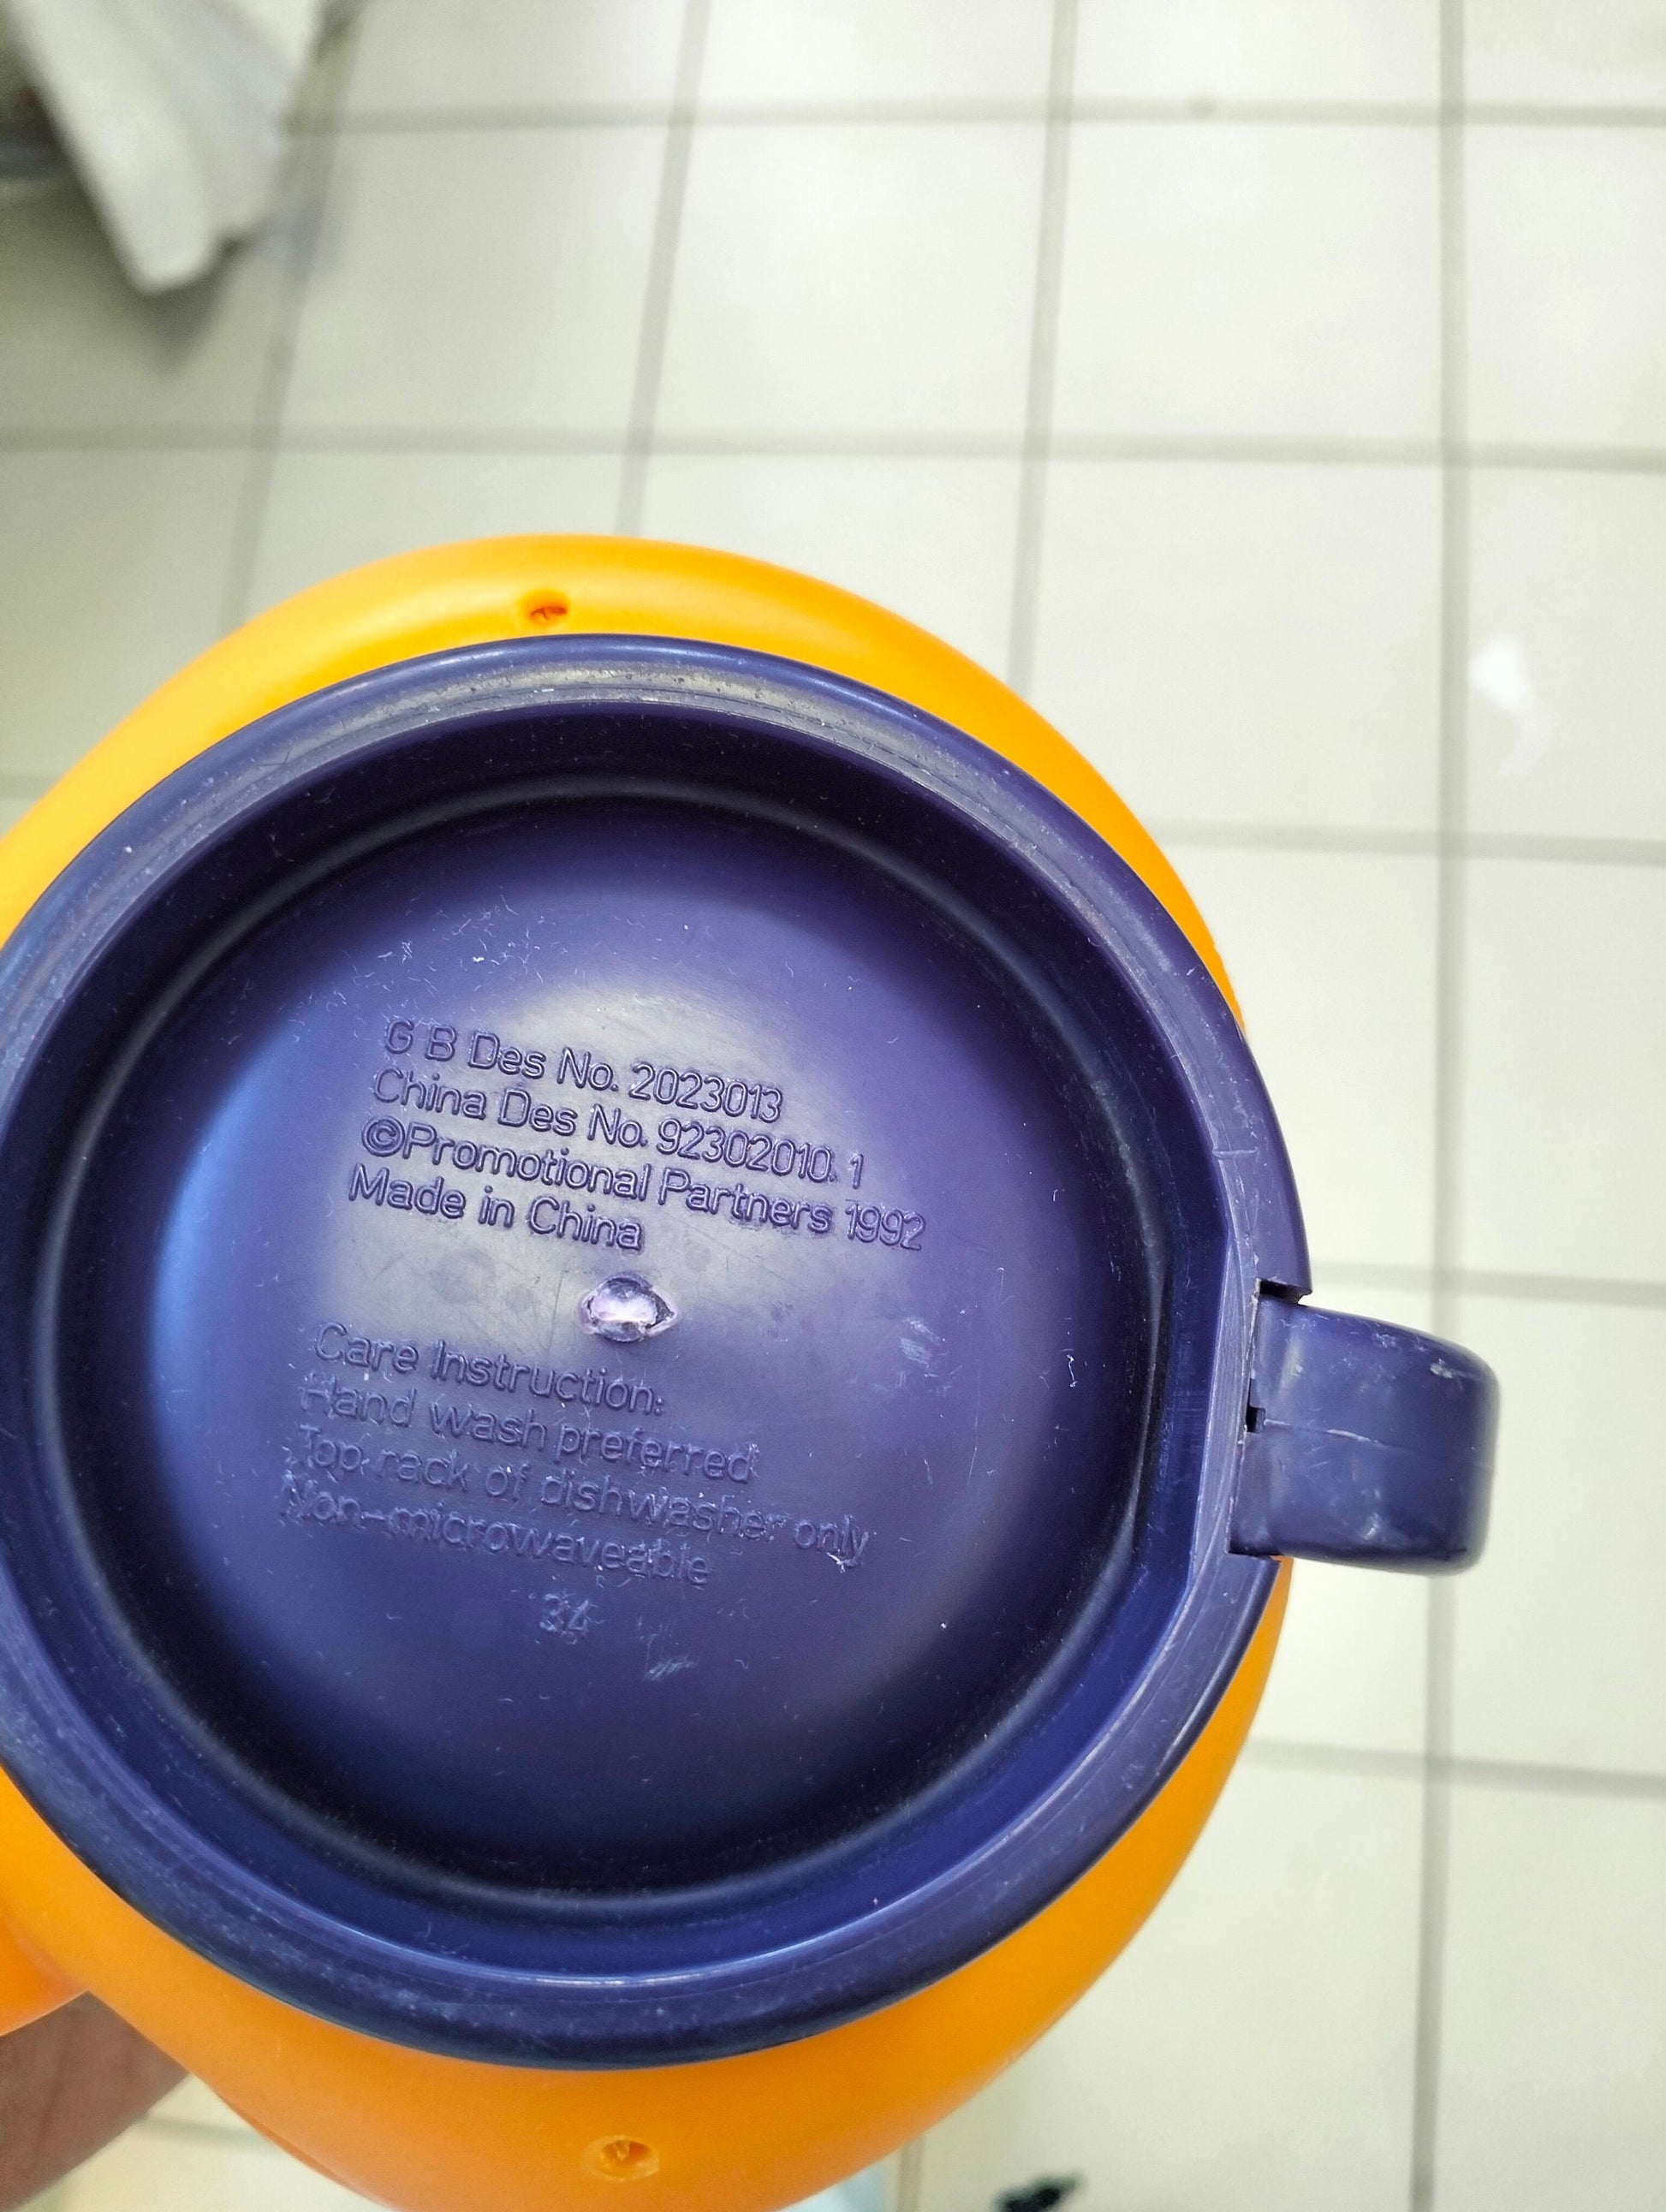 G B Des No. 2023013
China Des No. 92302010.1
©Promotional Partners 1992
Made in China
Care Instruction:
Hand wash preferred
Top rack of dishwasher only
Non-microwaveable
34